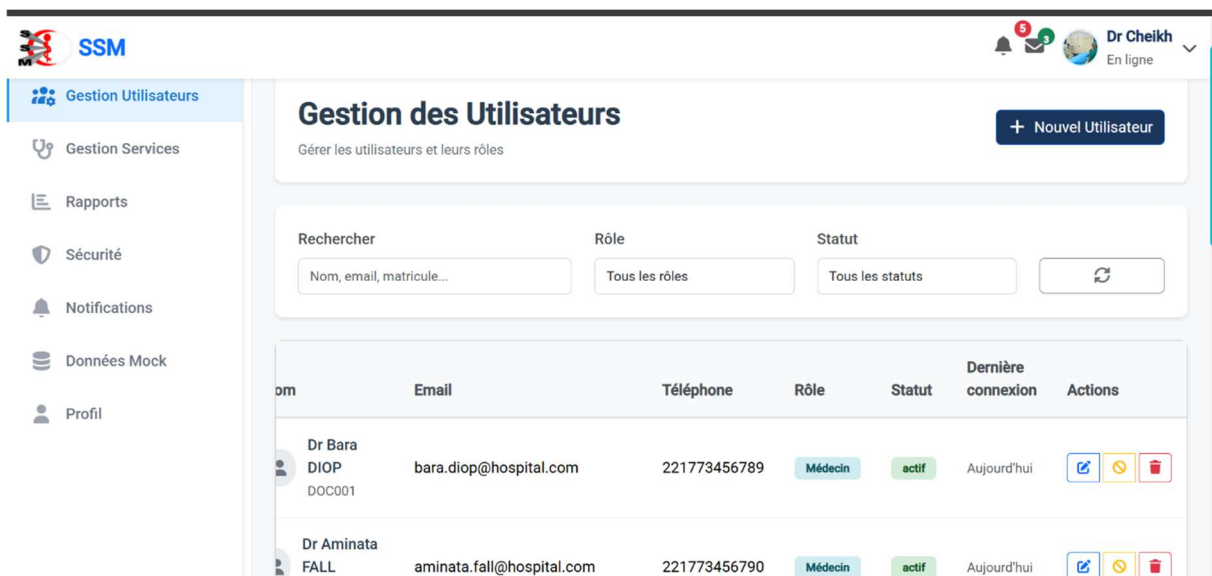 SSM
5
3
Dr Cheikh
En ligne
Gestion Utilisateurs
Gestion Services
Rapports
Sécurité
Notifications
Données Mock
Profil
Gestion des Utilisateurs
Gérer les utilisateurs et leurs rôles
+ Nouvel Utilisateur
Rechercher
Rôle
Statut
Nom, email, matricule...
Tous les rôles
Tous les statuts
om
Email
Téléphone
Rôle
Statut
Dernière
connexion
Actions
Dr Bara
DIOP
DOC001
bara.diop@hospital.com
221773456789
Médecin
actif
Aujourd'hui
Dr Aminata
FALL
aminata.fall@hospital.com
221773456790
Médecin
actif
Aujourd'hui